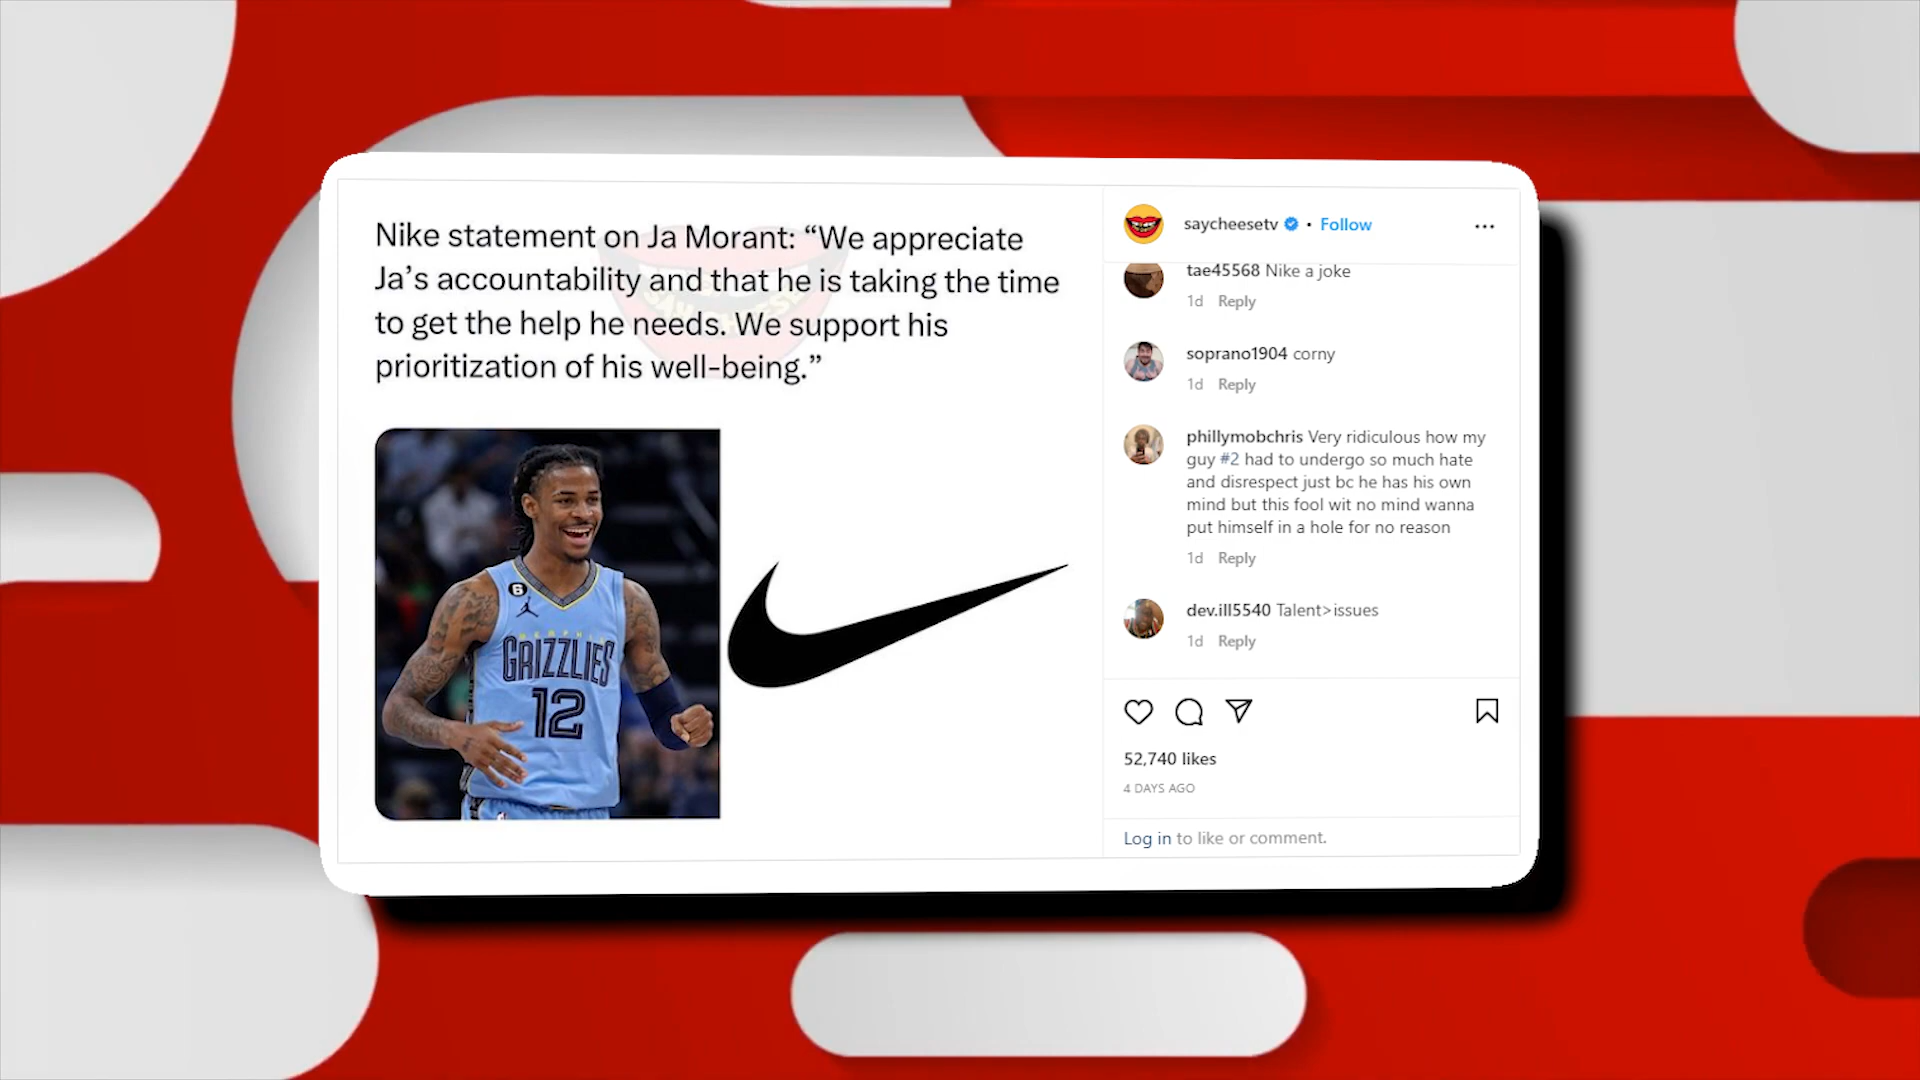 Nike statement on Ja Morant: “We appreciate
Ja’s accountability and that he is taking the time
to get the help he needs. We support his
prioritization of his well-being.”
SAYCHEESE
6
MEMPHIS
GRIZZLIES
12
saycheesetv • Follow
tae45568 Nike a joke
1d Reply
soprano1904 corny
1d Reply
phillymobchris Very ridiculous how my
guy #2 had to undergo so much hate
and disrespect just bc he has his own
mind but this fool wit no mind wanna
put himself in a hole for no reason
1d Reply
dev.ill5540 Talent>issues
1d Reply
52,740 likes
4 DAYS AGO
Log in to like or comment.